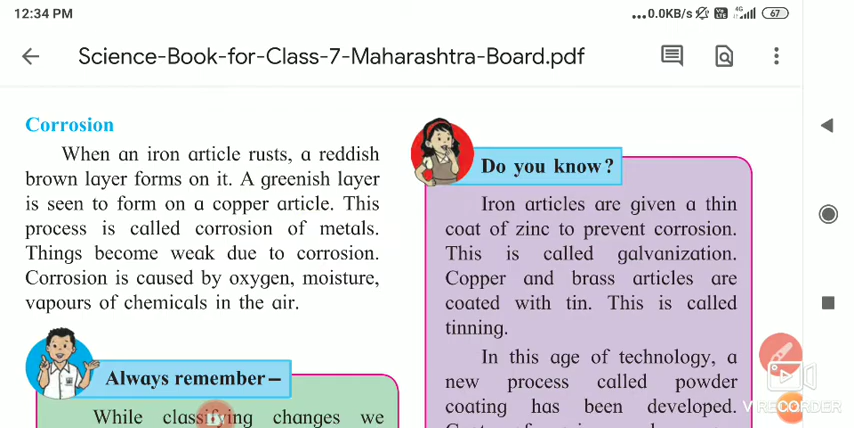 12:34 PM
...0.0KB/s
4G
67
Science-Book-for-Class-7-Maharashtra-Board.pdf
Corrosion
When an iron article rusts, a reddish
brown layer forms on it. A greenish layer
is seen to form on a copper article. This
process is called corrosion of metals.
Things become weak due to corrosion.
Corrosion is caused by oxygen, moisture,
vapours of chemicals in the air.
Always remember –
While classifying changes we
Do you know?
Iron articles are given a thin
coat of zinc to prevent corrosion.
This is called galvanization.
Copper and brass articles are
coated with tin. This is called
tinning.
In this age of technology, a
new process called powder
coating has been developed.
VIRECORDER